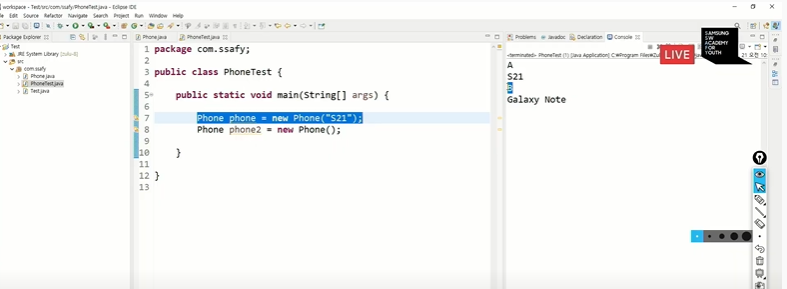 workspace - Test/src/com/ssafy/PhoneTest.java - Eclipse IDE
File Edit Source Refactor Navigate Search Project Run Window Help
Package Explorer
Test
JRE System Library [zulu-8]
src
com.ssafy
Phone.java
PhoneTest.java
Test.java
Phone.java
PhoneTest.java
1 package com.ssafy;
2
3 public class PhoneTest {
4
5 public static void main(String[] args) {
6
7 Phone phone = new Phone("S21");
8 Phone phone2 = new Phone();
9
10 }
11
12 }
13
Problems Javadoc Declaration Console
<terminated> PhoneTest (1) [Java Application] C:\Program Files\Zul
A
S21
B
Galaxy Note
LIVE
SAMSUNG
SW
ACADEMY
FOR
YOUTH